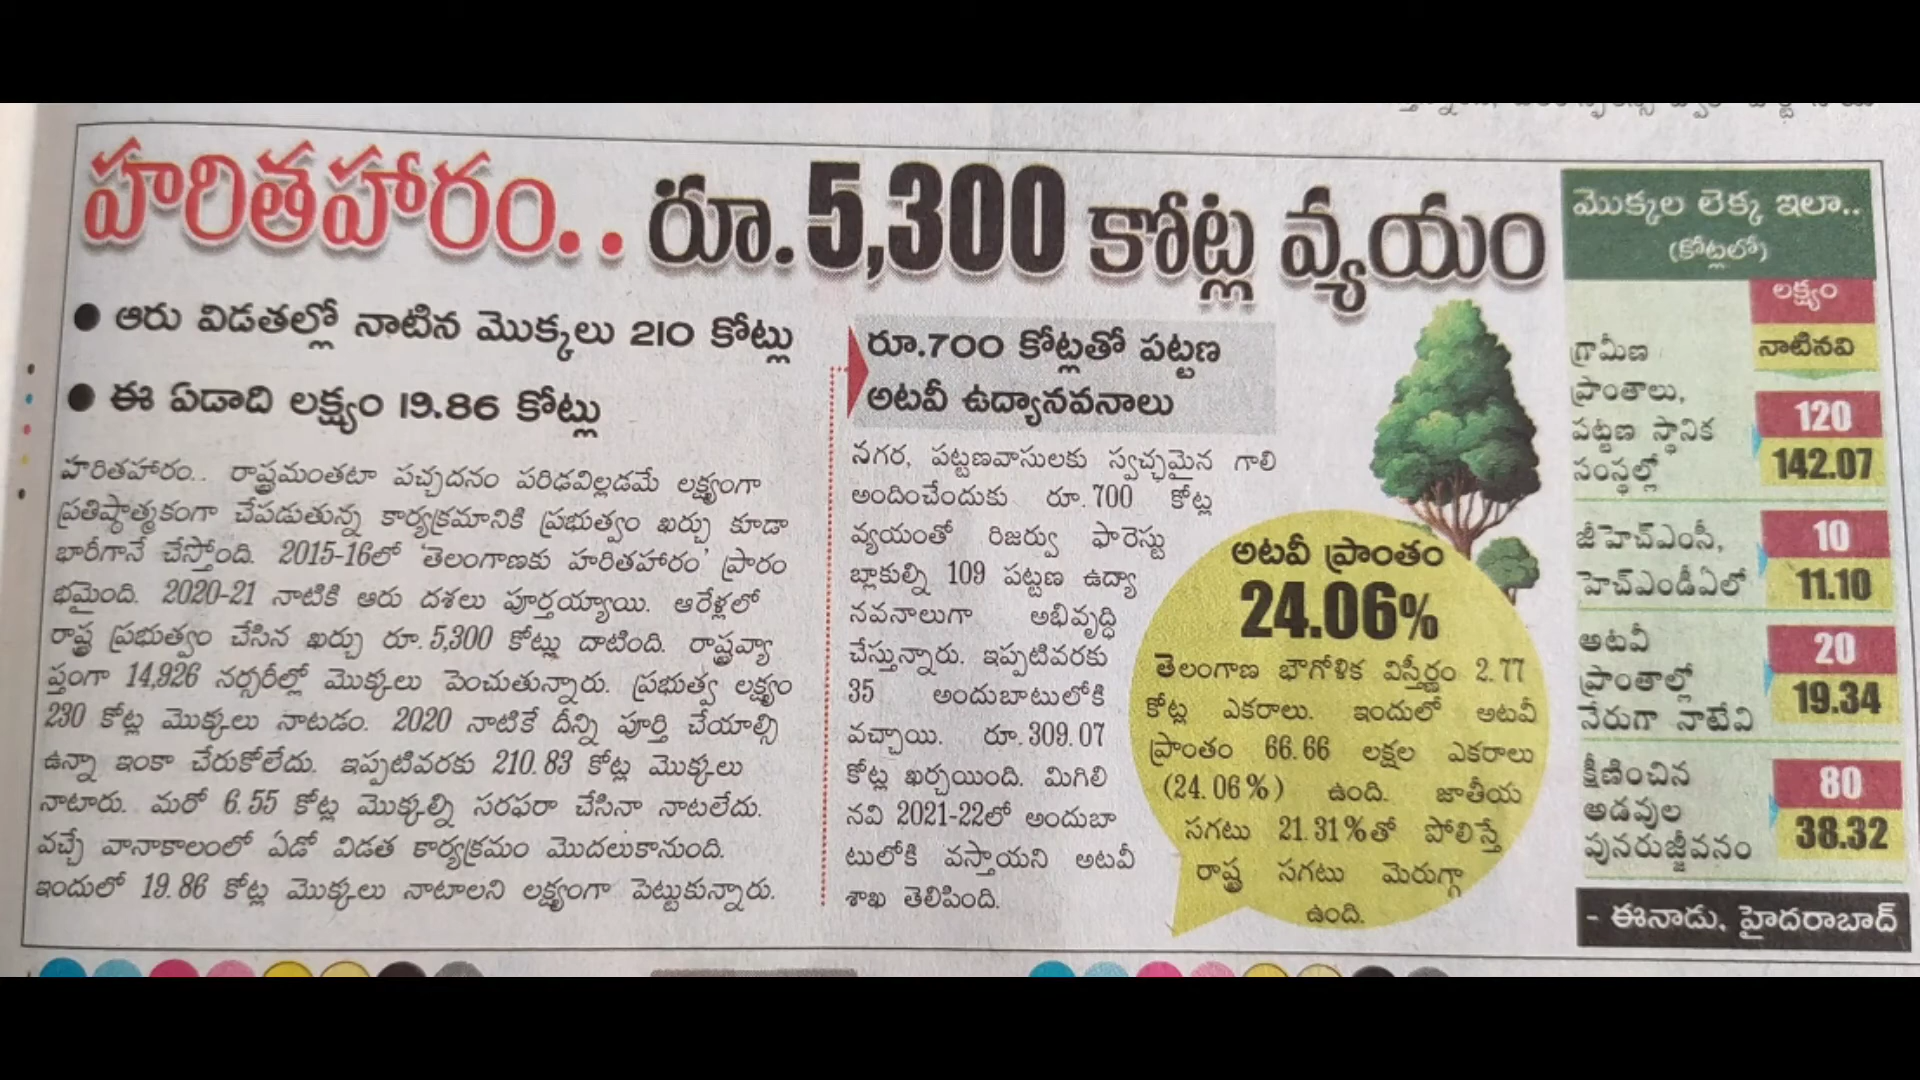 హరితహారం.. రూ.5,300 కోట్ల వ్యయం
● ఆరు విడతల్లో నాటిన మొక్కలు 210 కోట్లు
● ఈ ఏడాది లక్ష్యం 19.86 కోట్లు
హరితహారం.. రాష్ట్రమంతటా పచ్చదనం పరిఢవిల్లడమే లక్ష్యంగా
ప్రతిష్ఠాత్మకంగా చేపడుతున్న కార్యక్రమానికి ప్రభుత్వం ఖర్చు కూడా
భారీగానే చేస్తోంది. 2015-16లో 'తెలంగాణకు హరితహారం' ప్రారం
భమైంది. 2020-21 నాటికి ఆరు దశలు పూర్తయ్యాయి. ఆరేళ్లలో
రాష్ట్ర ప్రభుత్వం చేసిన ఖర్చు రూ.5,300 కోట్లు దాటింది. రాష్ట్రవ్యా
ప్తంగా 14,926 నర్సరీల్లో మొక్కలు పెంచుతున్నారు. ప్రభుత్వ లక్ష్యం
230 కోట్ల మొక్కలు నాటడం. 2020 నాటికే దీన్ని పూర్తి చేయాల్సి
ఉన్నా ఇంకా చేరుకోలేదు. ఇప్పటివరకు 210.83 కోట్ల మొక్కలు
నాటారు. మరో 6.55 కోట్ల మొక్కల్ని సరఫరా చేసినా నాటలేదు.
వచ్చే వానాకాలంలో ఏడో విడత కార్యక్రమం మొదలుకానుంది.
ఇందులో 19.86 కోట్ల మొక్కలు నాటాలని లక్ష్యంగా పెట్టుకున్నారు.
రూ.700 కోట్లతో పట్టణ
అటవీ ఉద్యానవనాలు
నగర, పట్టణవాసులకు స్వచ్ఛమైన గాలి
అందించేందుకు రూ.700 కోట్ల
వ్యయంతో రిజర్వు ఫారెస్టు
బ్లాకుల్ని 109 పట్టణ ఉద్యా
నవనాలుగా అభివృద్ధి
చేస్తున్నారు. ఇప్పటివరకు
35 అందుబాటులోకి
వచ్చాయి. రూ.309.07
కోట్ల ఖర్చయింది. మిగిలి
నవి 2021-22లో అందుబా
టులోకి వస్తాయని అటవీ
శాఖ తెలిపింది.
అటవీ ప్రాంతం
24.06%
తెలంగాణ భౌగోళిక విస్తీర్ణం 2.77
కోట్ల ఎకరాలు. ఇందులో అటవీ
ప్రాంతం 66.66 లక్షల ఎకరాలు
(24.06%) ఉంది. జాతీయ
సగటు 21.31%తో పోలిస్తే
రాష్ట్ర సగటు మెరుగ్గా
ఉంది.
మొక్కల లెక్క ఇలా..
(కోట్లలో)
లక్ష్యం
నాటినవి
గ్రామీణ
ప్రాంతాలు,
పట్టణ స్థానిక
సంస్థల్లో
120
142.07
జీహెచ్ఎంసీ,
హెచ్ఎండీఏలో
10
11.10
అటవీ
ప్రాంతాల్లో
నేరుగా నాటేవి
20
19.34
క్షీణించిన
అడవుల
పునరుజ్జీవనం
80
38.32
- ఈనాడు, హైదరాబాద్